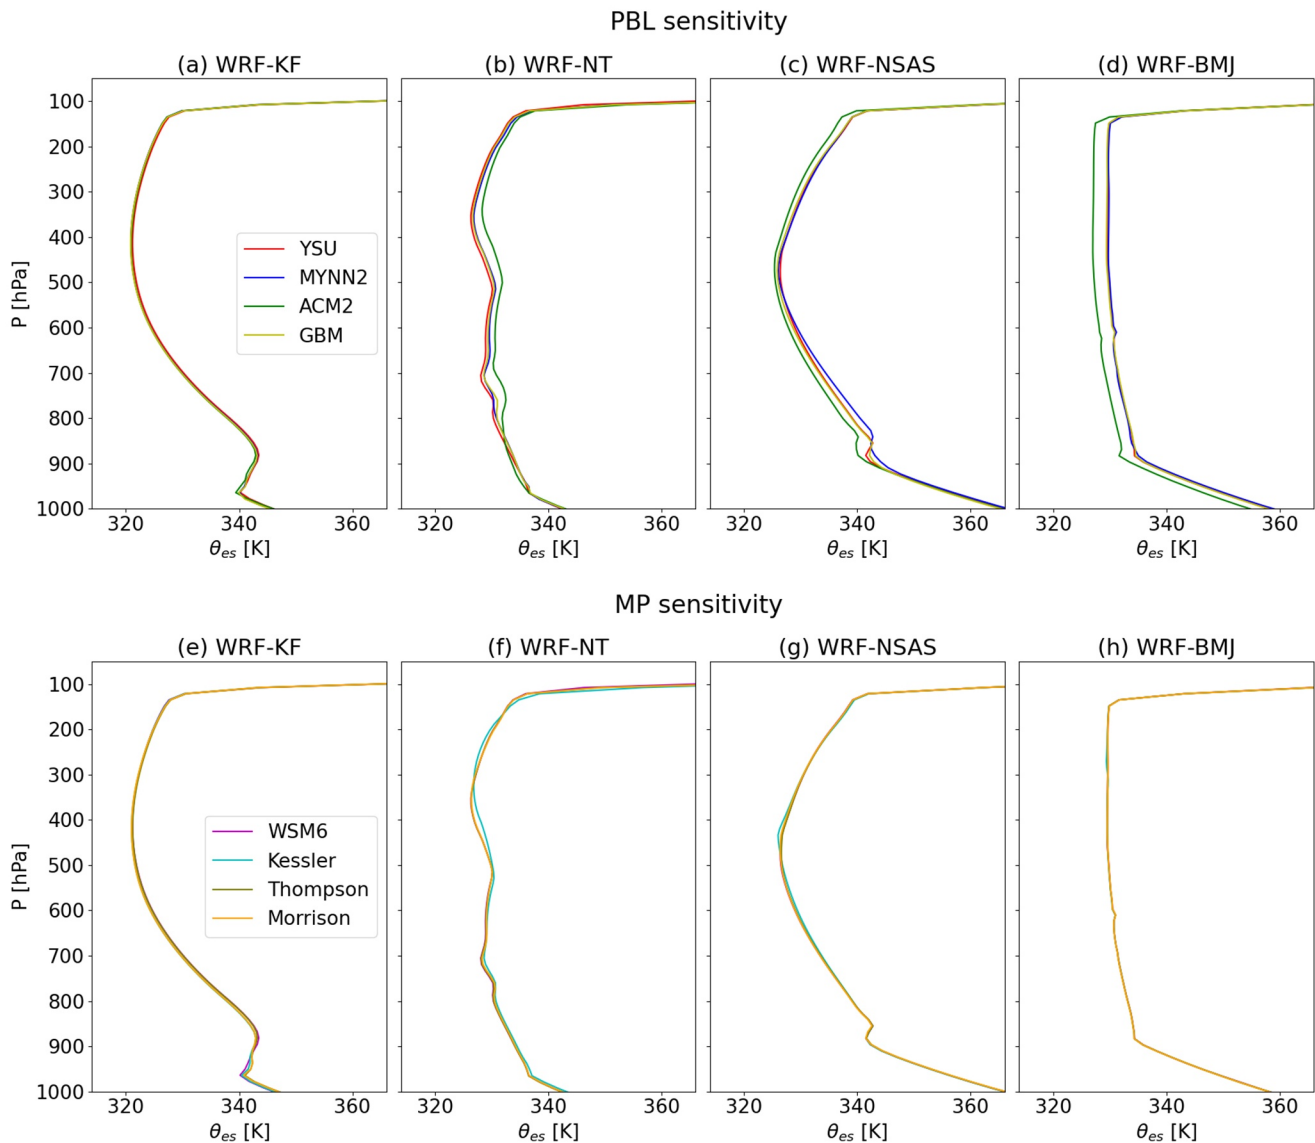 PBL sensitivity
(a) WRF-KF
(b) WRF-NT
(c) WRF-NSAS
(d) WRF-BMJ
100
200
300
400
500
600
700
800
900
1000
P [hPa]
YSU
MYNN2
ACM2
GBM
320 340 360
320 340 360
320 340 360
320 340 360
θes [K]
θes [K]
θes [K]
θes [K]
MP sensitivity
(e) WRF-KF
(f) WRF-NT
(g) WRF-NSAS
(h) WRF-BMJ
100
200
300
400
500
600
700
800
900
1000
P [hPa]
WSM6
Kessler
Thompson
Morrison
320 340 360
320 340 360
320 340 360
320 340 360
θes [K]
θes [K]
θes [K]
θes [K]